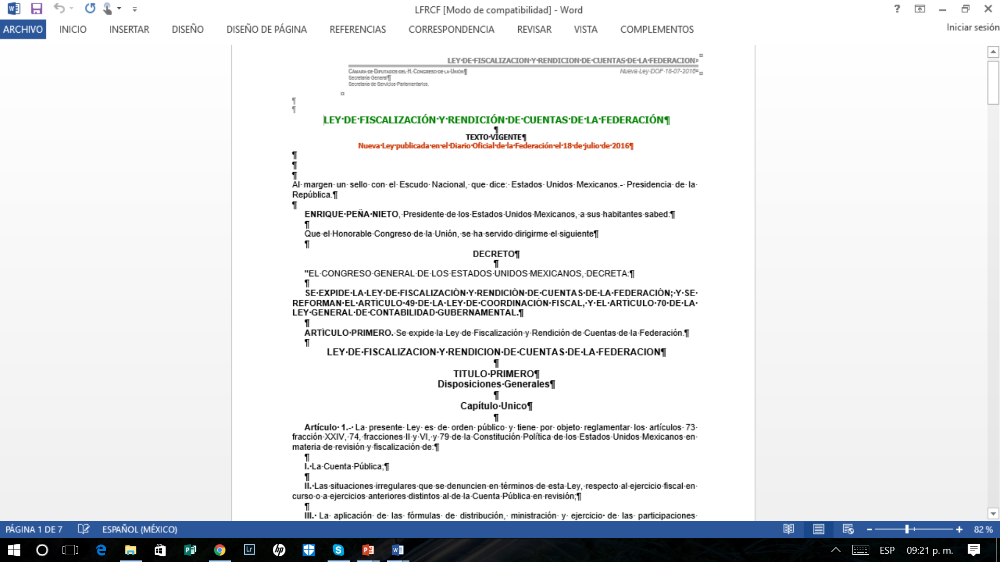 LFRCF [Modo de compatibilidad] - Word
ARCHIVO INICIO INSERTAR DISEÑO DISEÑO DE PÁGINA REFERENCIAS CORRESPONDENCIA REVISAR VISTA COMPLEMENTOS Iniciar sesión
LEY·DE·FISCALIZACION·Y·RENDICION·DE·CUENTAS·DE·LA·FEDERACION
CÁMARA·DE·DIPUTADOS·DEL·H.·CONGRESO·DE·LA·UNIÓN¶ Nueva·Ley·DOF·18-07-2016
Secretaría·General¶
Secretaría·de·Servicios·Parlamentarios.
¶
¶
LEY·DE·FISCALIZACIÓN·Y·RENDICIÓN·DE·CUENTAS·DE·LA·FEDERACIÓN¶
¶
TEXTO·VIGENTE¶
Nueva·Ley·publicada·en·el·Diario·Oficial·de·la·Federación·el·18·de·julio·de·2016¶
¶
¶
¶
Al·margen·un·sello·con·el·Escudo·Nacional,·que·dice:·Estados·Unidos·Mexicanos.-·Presidencia·de·la·
República.¶
¶
ENRIQUE·PEÑA·NIETO,·Presidente·de·los·Estados·Unidos·Mexicanos,·a·sus·habitantes·sabed:¶
¶
Que·el·Honorable·Congreso·de·la·Unión,·se·ha·servido·dirigirme·el·siguiente¶
¶
DECRETO¶
¶
"EL·CONGRESO·GENERAL·DE·LOS·ESTADOS·UNIDOS·MEXICANOS,·DECRETA:¶
¶
SE·EXPIDE·LA·LEY·DE·FISCALIZACIÓN·Y·RENDICIÓN·DE·CUENTAS·DE·LA·FEDERACIÓN;·Y·SE·
REFORMAN·EL·ARTÍCULO·49·DE·LA·LEY·DE·COORDINACIÓN·FISCAL,·Y·EL·ARTÍCULO·70·DE·LA·
LEY·GENERAL·DE·CONTABILIDAD·GUBERNAMENTAL.¶
¶
ARTÍCULO·PRIMERO.·Se·expide·la·Ley·de·Fiscalización·y·Rendición·de·Cuentas·de·la·Federación.¶
¶
LEY·DE·FISCALIZACION·Y·RENDICION·DE·CUENTAS·DE·LA·FEDERACION¶
¶
TITULO·PRIMERO¶
Disposiciones·Generales¶
¶
Capítulo·Unico¶
¶
Artículo·1.-·La·presente·Ley·es·de·orden·público·y·tiene·por·objeto·reglamentar·los·artículos·73·
fracción·XXIV,·74,·fracciones·II·y·VI,·y·79·de·la·Constitución·Política·de·los·Estados·Unidos·Mexicanos·en·
materia·de·revisión·y·fiscalización·de:¶
¶
I.·La·Cuenta·Pública;¶
¶
II.·Las·situaciones·irregulares·que·se·denuncien·en·términos·de·esta·Ley,·respecto·al·ejercicio·fiscal·en·
curso·o·a·ejercicios·anteriores·distintos·al·de·la·Cuenta·Pública·en·revisión;¶
¶
III.·La·aplicación·de·las·fórmulas·de·distribución,·ministración·y·ejercicio·de·las·participaciones·
PÁGINA 1 DE 7 ESPAÑOL (MÉXICO) 82 %
Lr hp ESP 09:21 p. m.